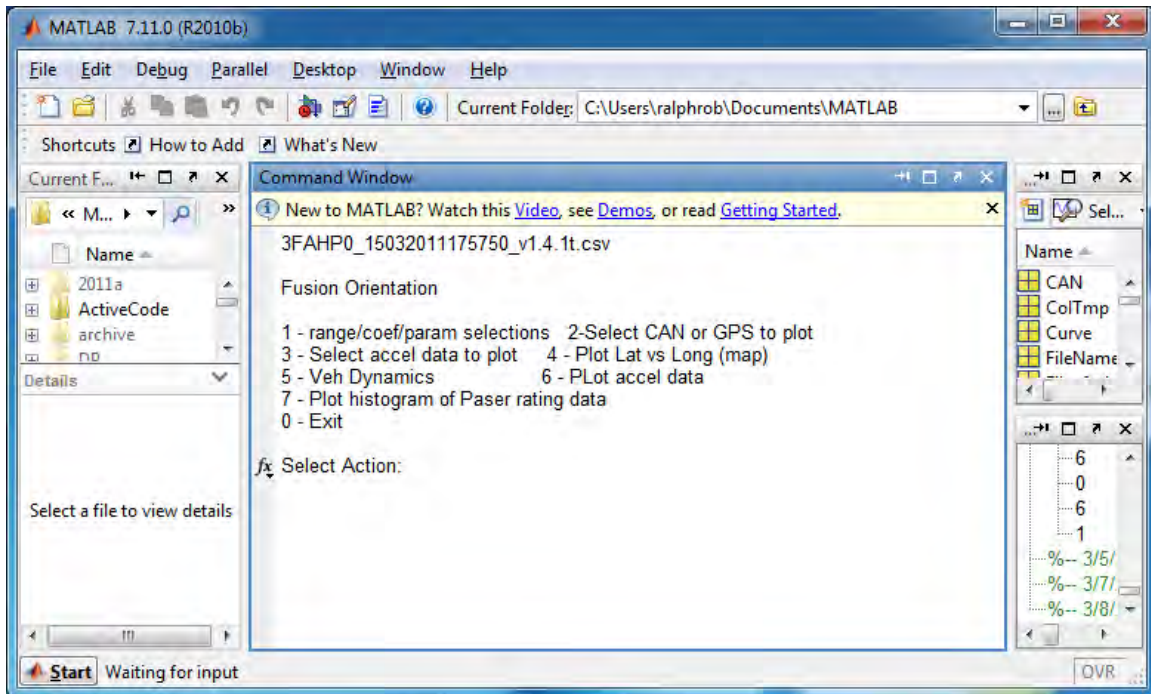 MATLAB 7.11.0 (R2010b)
File Edit Debug Parallel Desktop Window Help
Current Folder: C:\Users\ralphrob\Documents\MATLAB
Shortcuts How to Add What's New
Current F...
« M...
»
Name
2011a
ActiveCode
archive
Details
Select a file to view details
Command Window
New to MATLAB? Watch this Video, see Demos, or read Getting Started.
3FAHP0_15032011175750_v1.4.1t.csv
Fusion Orientation
1 - range/coef/param selections 2-Select CAN or GPS to plot
3 - Select accel data to plot 4 - Plot Lat vs Long (map)
5 - Veh Dynamics 6 - PLot accel data
7 - Plot histogram of Paser rating data
0 - Exit
fx Select Action:
Sel...
Name
CAN
ColTmp
Curve
FileName
6
0
6
1
%-- 3/5/
%-- 3/7/
%-- 3/8/
Start Waiting for input
OVR